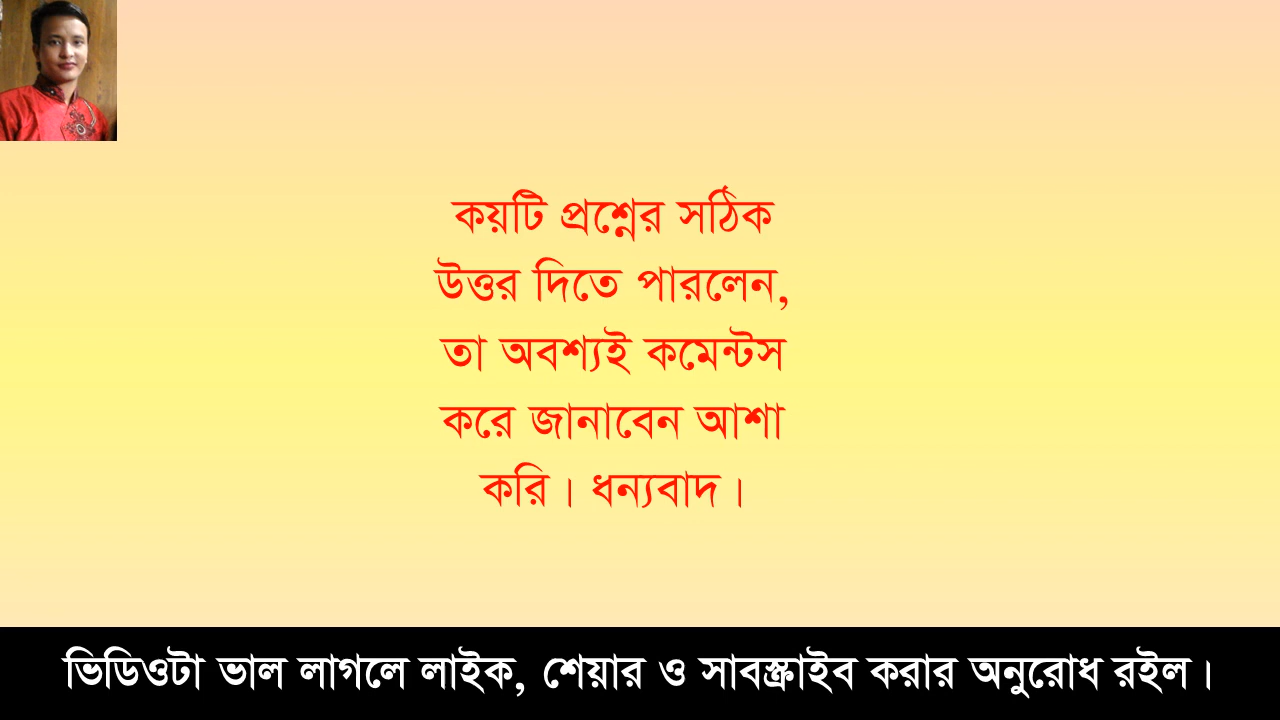 কয়টি প্রশ্নের সঠিক
উত্তর দিতে পারলেন,
তা অবশ্যই কমেন্টস
করে জানাবেন আশা
করি। ধন্যবাদ।
ভিডিওটা ভাল লাগলে লাইক, শেয়ার ও সাবস্ক্রাইব করার অনুরোধ রইল।